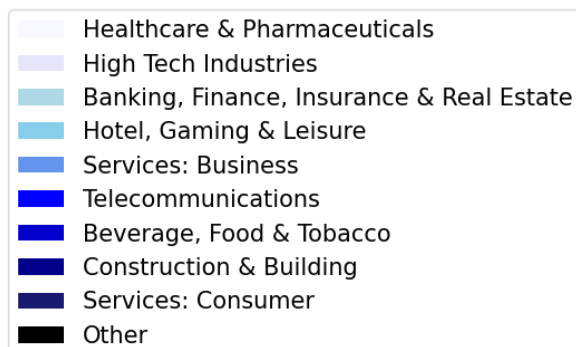 Healthcare & Pharmaceuticals
High Tech Industries
Banking, Finance, Insurance & Real Estate
Hotel, Gaming & Leisure
Services: Business
Telecommunications
Beverage, Food & Tobacco
Construction & Building
Services: Consumer
Other